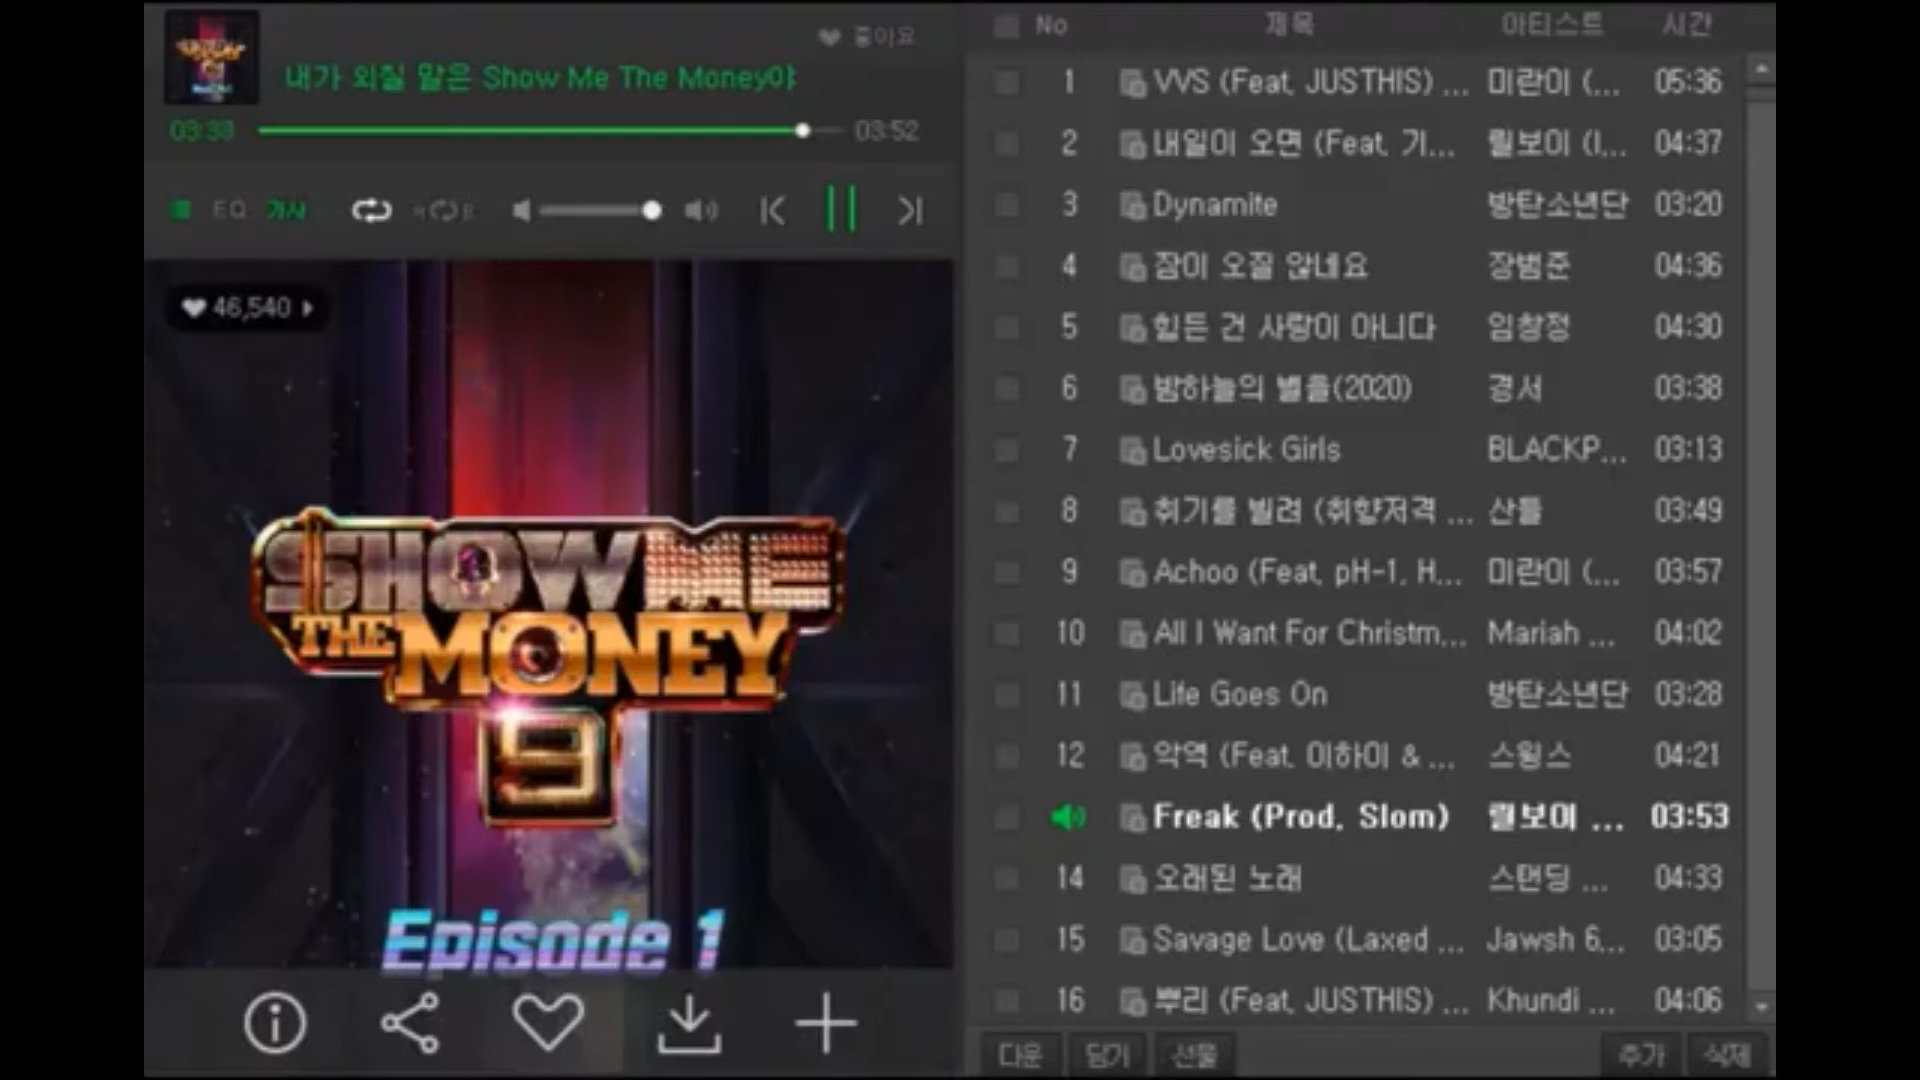 좋아요
내가 외질 말은 Show Me The Money야
03:33 03:52
EQ 가사
46,540
SHOW ME
THE MONEY
9
Episode 1
No 제목 아티스트 시간
1 VVS (Feat. JUSTHIS) ... 미란이 (... 05:36
2 내일이 오면 (Feat. 기... 릴보이 (l... 04:37
3 Dynamite 방탄소년단 03:20
4 잠이 오질 않네요 장범준 04:36
5 힘든 건 사랑이 아니다 임창정 04:30
6 밤하늘의 별을(2020) 경서 03:38
7 Lovesick Girls BLACKP... 03:13
8 취기를 빌려 (취향저격 ... 산들 03:49
9 Achoo (Feat. pH-1, H... 미란이 (... 03:57
10 All I Want For Christm... Mariah ... 04:02
11 Life Goes On 방탄소년단 03:28
12 악역 (Feat. 이하이 & ... 스윙스 04:21
Freak (Prod. Slom) 릴보이 ... 03:53
14 오래된 노래 스탠딩 ... 04:33
15 Savage Love (Laxed ... Jawsh 6... 03:05
16 뿌리 (Feat. JUSTHIS) ... Khundi ... 04:06
다운 담기 선물 추가 삭제